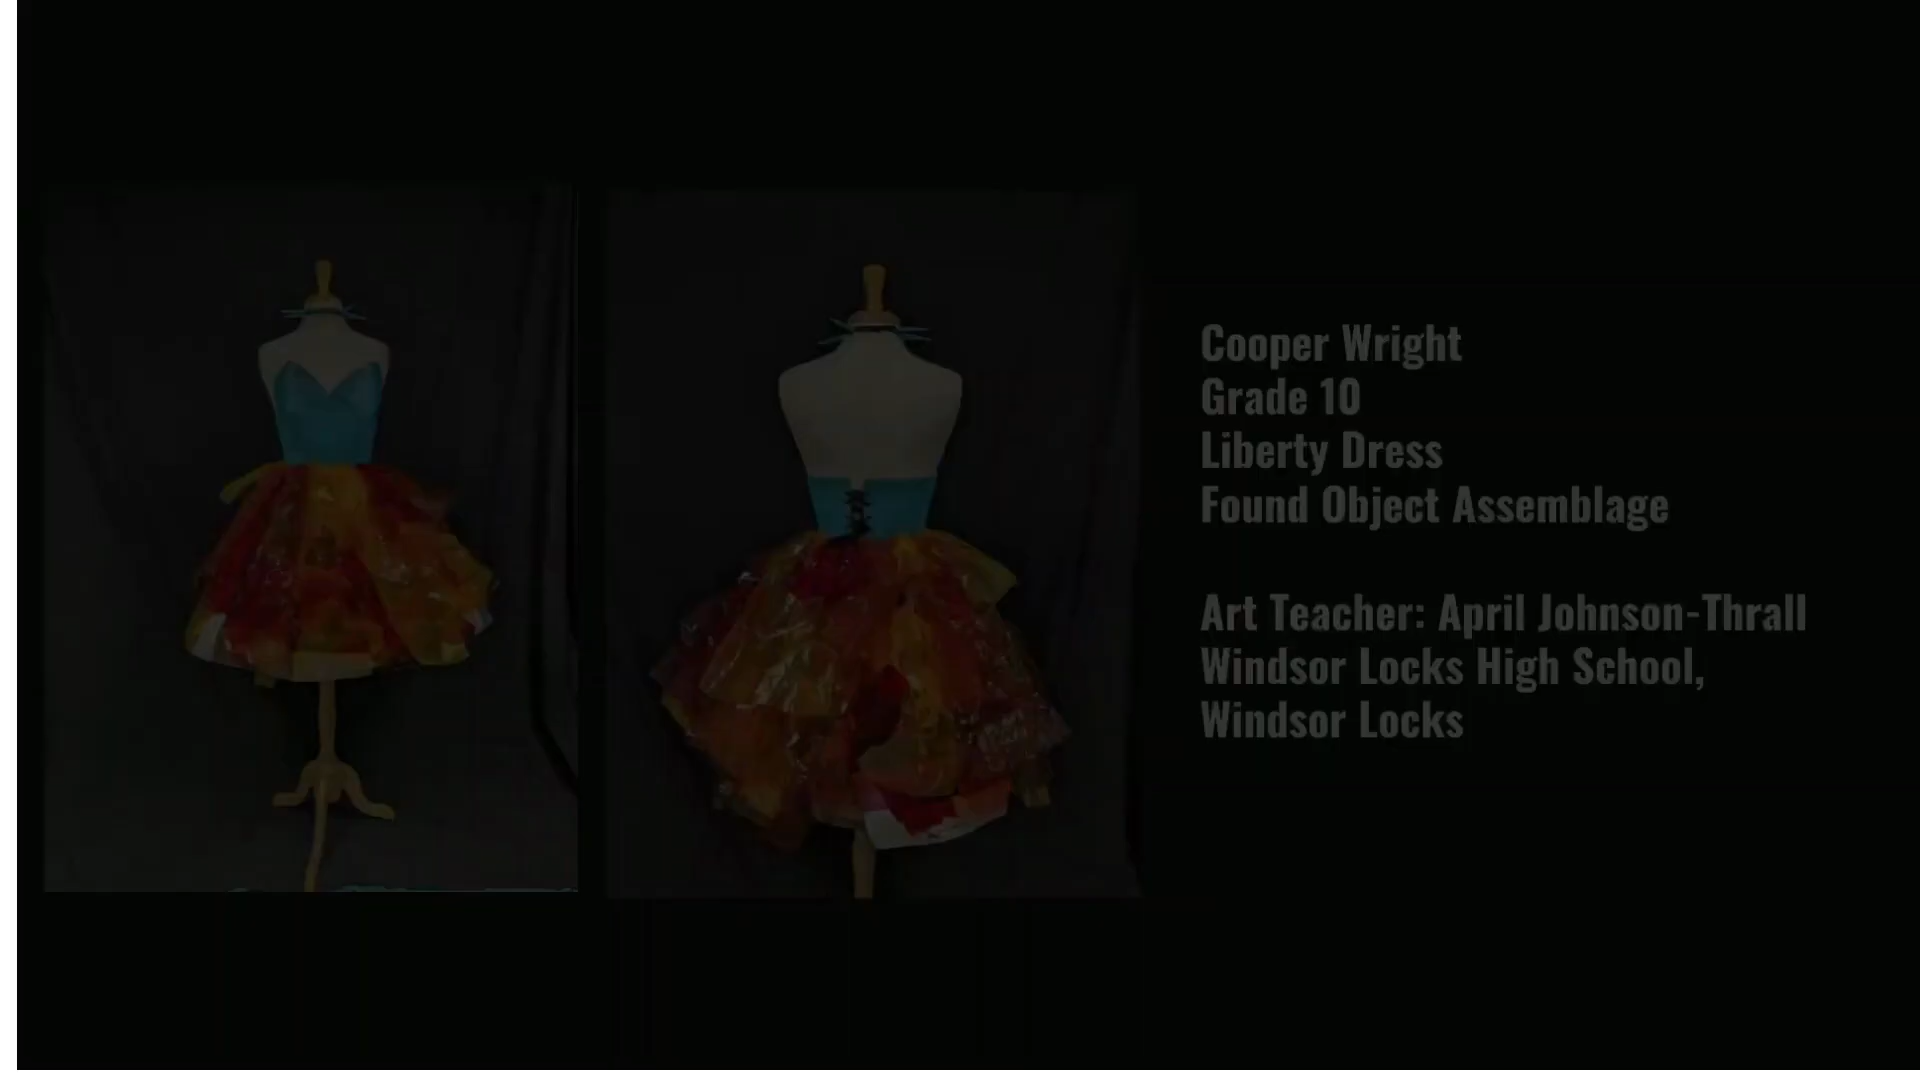 Cooper Wright
Grade 10
Liberty Dress
Found Object Assemblage
Art Teacher: April Johnson-Thrall
Windsor Locks High School,
Windsor Locks